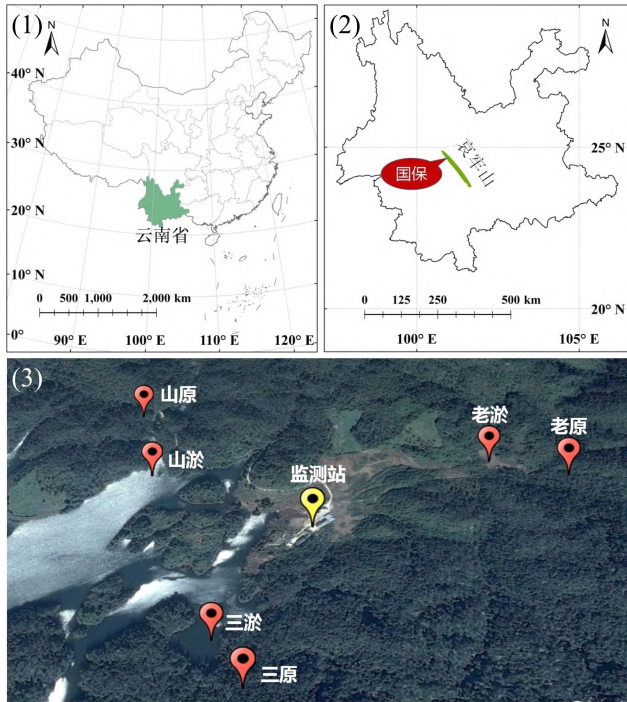 (1)
N
40° N
30° N
20° N
10° N
0°
云南省
0 500 1,000 2,000 km
90° E 100° E 110° E 120° E
(2)
N
25° N
20° N
哀牢山
国保
0 125 250 500 km
100° E 105° E
(3)
山原
山淤
监测站
老淤
老原
三淤
三原